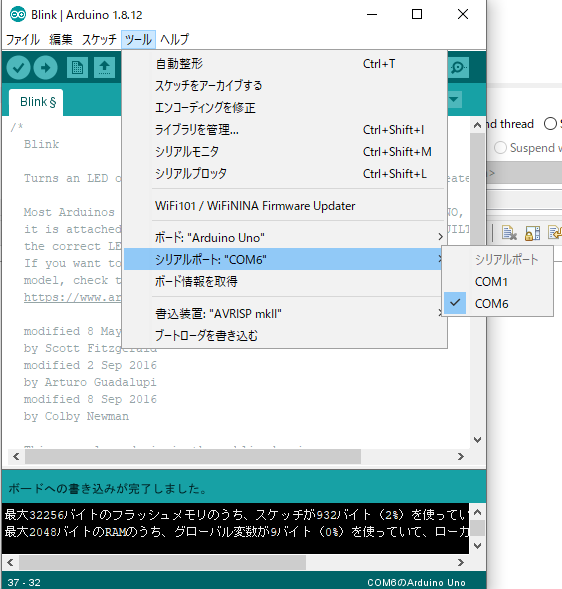 Blink | Arduino 1.8.12
ファイル 編集 スケッチ ツール ヘルプ
Blink §
自動整形 Ctrl+T
スケッチをアーカイブする
エンコーディングを修正
ライブラリを管理... Ctrl+Shift+I
シリアルモニタ Ctrl+Shift+M
シリアルプロッタ Ctrl+Shift+L
WiFi101 / WiFiNINA Firmware Updater
ボード: "Arduino Uno"
シリアルポート: "COM6"
ボード情報を取得
書込装置: "AVRISP mkII"
ブートローダを書き込む
シリアルポート
COM1
COM6
nd thread
Suspend
/*
Blink
Turns an LED o
Most Arduinos
it is attached
the correct LE
If you want to
model, check t
https://www.ar
modified 8 May
by Scott Fitzgerald
modified 2 Sep 2016
by Arturo Guadalupi
modified 8 Sep 2016
by Colby Newman
ボードへの書き込みが完了しました。
最大32256バイトのフラッシュメモリのうち、スケッチが932バイト（2%）を使ってい
最大2048バイトのRAMのうち、グローバル変数が9バイト（0%）を使っていて、ローカ
37 - 32
COM6のArduino Uno